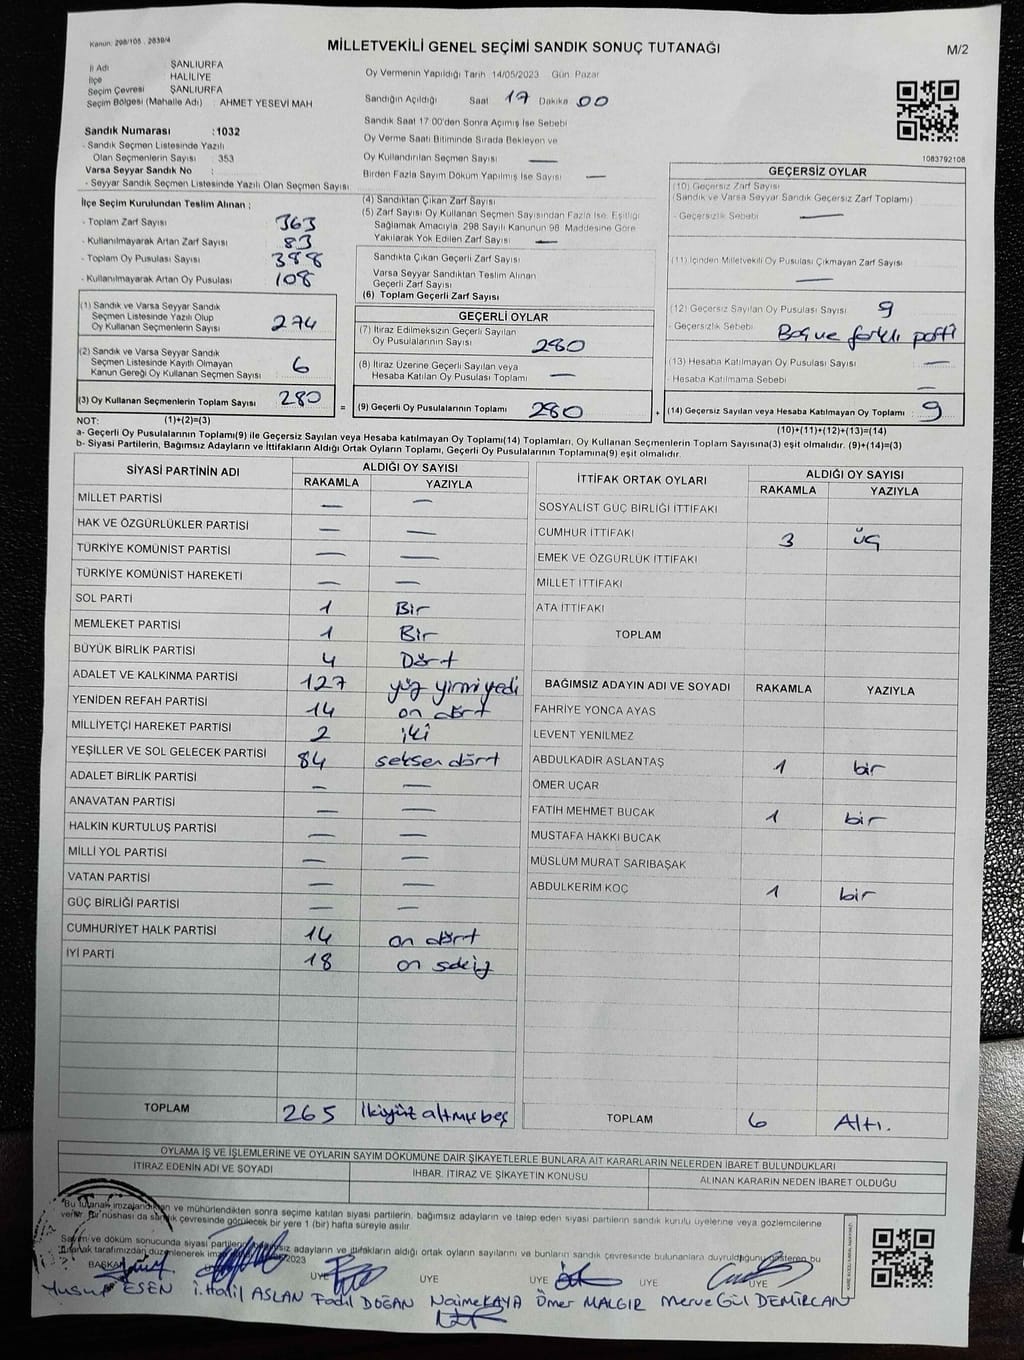 Kanun: 298/105 - 2839/4
MİLLETVEKİLİ GENEL SEÇİMİ SANDIK SONUÇ TUTANAĞI
M/2
İl Adı ŞANLIURFA
İlçe HALİLİYE
Seçim Çevresi ŞANLIURFA
Seçim Bölgesi (Mahalle Adı) : AHMET YESEVİ MAH
Sandık Numarası :1032
- Sandık Seçmen Listesinde Yazılı
Olan Seçmenlerin Sayısı : 353
Varsa Seyyar Sandık No :
- Seyyar Sandık Seçmen Listesinde Yazılı Olan Seçmen Sayısı
Oy Vermenin Yapıldığı Tarih 14/05/2023 Gün Pazar
Sandığın Açıldığı Saat 17 Dakika 00
Sandık Saat 17:00'den Sonra Açımış İse Sebebi
Oy Verme Saati Bitiminde Sırada Bekleyen ve
Oy Kullandırılan Seçmen Sayısı —
Birden Fazla Sayım Döküm Yapılmış İse Sayısı —
1083792108
İlçe Seçim Kurulundan Teslim Alınan :
- Toplam Zarf Sayısı 363
- Kullanılmayarak Artan Zarf Sayısı 83
- Toplam Oy Pusulası Sayısı 388
- Kullanılmayarak Artan Oy Pusulası 108
(1) Sandık ve Varsa Seyyar Sandık
Seçmen Listesinde Yazılı Olup
Oy Kullanan Seçmenlerin Sayısı 274
(2) Sandık ve Varsa Seyyar Sandık
Seçmen Listesinde Kayıtlı Olmayan
Kanun Gereği Oy Kullanan Seçmen Sayısı 6
(3) Oy Kullanan Seçmenlerin Toplam Sayısı 280
(4) Sandıktan Çıkan Zarf Sayısı
(5) Zarf Sayısı Oy Kullanan Seçmen Sayısından Fazla İse, Eşitliği
Sağlamak Amacıyla 298 Sayılı Kanunun 98. Maddesine Göre
Yakılarak Yok Edilen Zarf Sayısı —
Sandıkta Çıkan Geçerli Zarf Sayısı
Varsa Seyyar Sandıktan Teslim Alınan
Geçerli Zarf Sayısı
(6) Toplam Geçerli Zarf Sayısı
GEÇERLİ OYLAR
(7) İtiraz Edilmeksizin Geçerli Sayılan
Oy Pusulalarının Sayısı 280
(8) İtiraz Üzerine Geçerli Sayılan veya
Hesaba Katılan Oy Pusulası Toplamı —
= (9) Geçerli Oy Pusulalarının Toplamı 280
GEÇERSİZ OYLAR
(10) Geçersiz Zarf Sayısı
(Sandık ve Varsa Seyyar Sandık Geçersiz Zarf Toplamı)
- Geçersizlik Sebebi —
(11) İçinden Milletvekili Oy Pusulası Çıkmayan Zarf Sayısı
—
(12) Geçersiz Sayılan Oy Pusulası Sayısı 9
- Geçersizlik Sebebi Boş ve farklı parti
(13) Hesaba Katılmayan Oy Pusulası Sayısı —
Hesaba Katılmama Sebebi —
+ (14) Geçersiz Sayılan veya Hesaba Katılmayan Oy Toplamı : 9
NOT: (1)+(2)=(3)
(10)+(11)+(12)+(13)=(14)
a- Geçerli Oy Pusulalarının Toplamı(9) ile Geçersiz Sayılan veya Hesaba katılmayan Oy Toplamı(14) Toplamları, Oy Kullanan Seçmenlerin Toplam Sayısına(3) eşit olmalıdır. (9)+(14)=(3)
b- Siyasi Partilerin, Bağımsız Adayların ve İttifakların Aldığı Ortak Oyların Toplamı, Geçerli Oy Pusulalarının Toplamına(9) eşit olmalıdır.
SİYASİ PARTİNİN ADI ALDIĞI OY SAYISI
RAKAMLA YAZIYLA
MİLLET PARTİSİ — —
HAK VE ÖZGÜRLÜKLER PARTİSİ — —
TÜRKİYE KOMÜNİST PARTİSİ — —
TÜRKİYE KOMÜNİST HAREKETİ — —
SOL PARTİ 1 Bir
MEMLEKET PARTİSİ 1 Bir
BÜYÜK BİRLİK PARTİSİ 4 Dört
ADALET VE KALKINMA PARTİSİ 127 yüz yirmi yedi
YENİDEN REFAH PARTİSİ 14 on dört
MİLLİYETÇİ HAREKET PARTİSİ 2 iki
YEŞİLLER VE SOL GELECEK PARTİSİ 84 seksen dört
ADALET BİRLİK PARTİSİ — —
ANAVATAN PARTİSİ — —
HALKIN KURTULUŞ PARTİSİ — —
MİLLİ YOL PARTİSİ — —
VATAN PARTİSİ — —
GÜÇ BİRLİĞİ PARTİSİ — —
CUMHURİYET HALK PARTİSİ 14 on dört
İYİ PARTİ 18 on sekiz
TOPLAM 265 İkiyüz altmış beş
İTTİFAK ORTAK OYLARI ALDIĞI OY SAYISI
RAKAMLA YAZIYLA
SOSYALİST GÜÇ BİRLİĞİ İTTİFAKI
CUMHUR İTTİFAKI 3 üç
EMEK VE ÖZGÜRLÜK İTTİFAKI
MİLLET İTTİFAKI
ATA İTTİFAKI
TOPLAM
BAĞIMSIZ ADAYIN ADI VE SOYADI RAKAMLA YAZIYLA
FAHRİYE YONCA AYAS
LEVENT YENİLMEZ
ABDULKADİR ASLANTAŞ 1 bir
ÖMER UÇAR
FATİH MEHMET BUCAK 1 bir
MUSTAFA HAKKI BUCAK
MÜSLÜM MURAT SARIBAŞAK
ABDULKERİM KOÇ 1 bir
TOPLAM 6 Altı.
OYLAMA İŞ VE İŞLEMLERİNE VE OYLARIN SAYIM DÖKÜMÜNE DAİR ŞİKAYETLERLE BUNLARA AİT KARARLARIN NELERDEN İBARET BULUNDUKLARI
İTİRAZ EDENİN ADI VE SOYADI İHBAR, İTİRAZ VE ŞİKAYETİN KONUSU ALINAN KARARIN NEDEN İBARET OLDUĞU
Bu tutanak imzalandıktan ve mühürlendikten sonra seçime katılan siyasi partilerin, bağımsız adayların ve talep eden siyasi partilerin sandık kurulu üyelerine veya gözlemcilerine
verilir. Bir nüshası da sandık çevresinde görülecek bir yere 1 (bir) hafta süreyle asılır.
Sayım ve döküm sonucunda siyasi partilerin, adayların ve ittifakların aldığı ortak oyların sayılarını ve bunların sandık çevresinde bulunanlara duyrulduğunu gösteren bu
tutanak tarafımızdan düzenlenerek 2023
BAŞKAN ÜYE ÜYE ÜYE ÜYE ÜYE
Yusuf ESEN İ.Halil ASLAN Fadıl DOĞAN Naime KAYA Ömer MALGIR Merve Gül DEMİRCAN